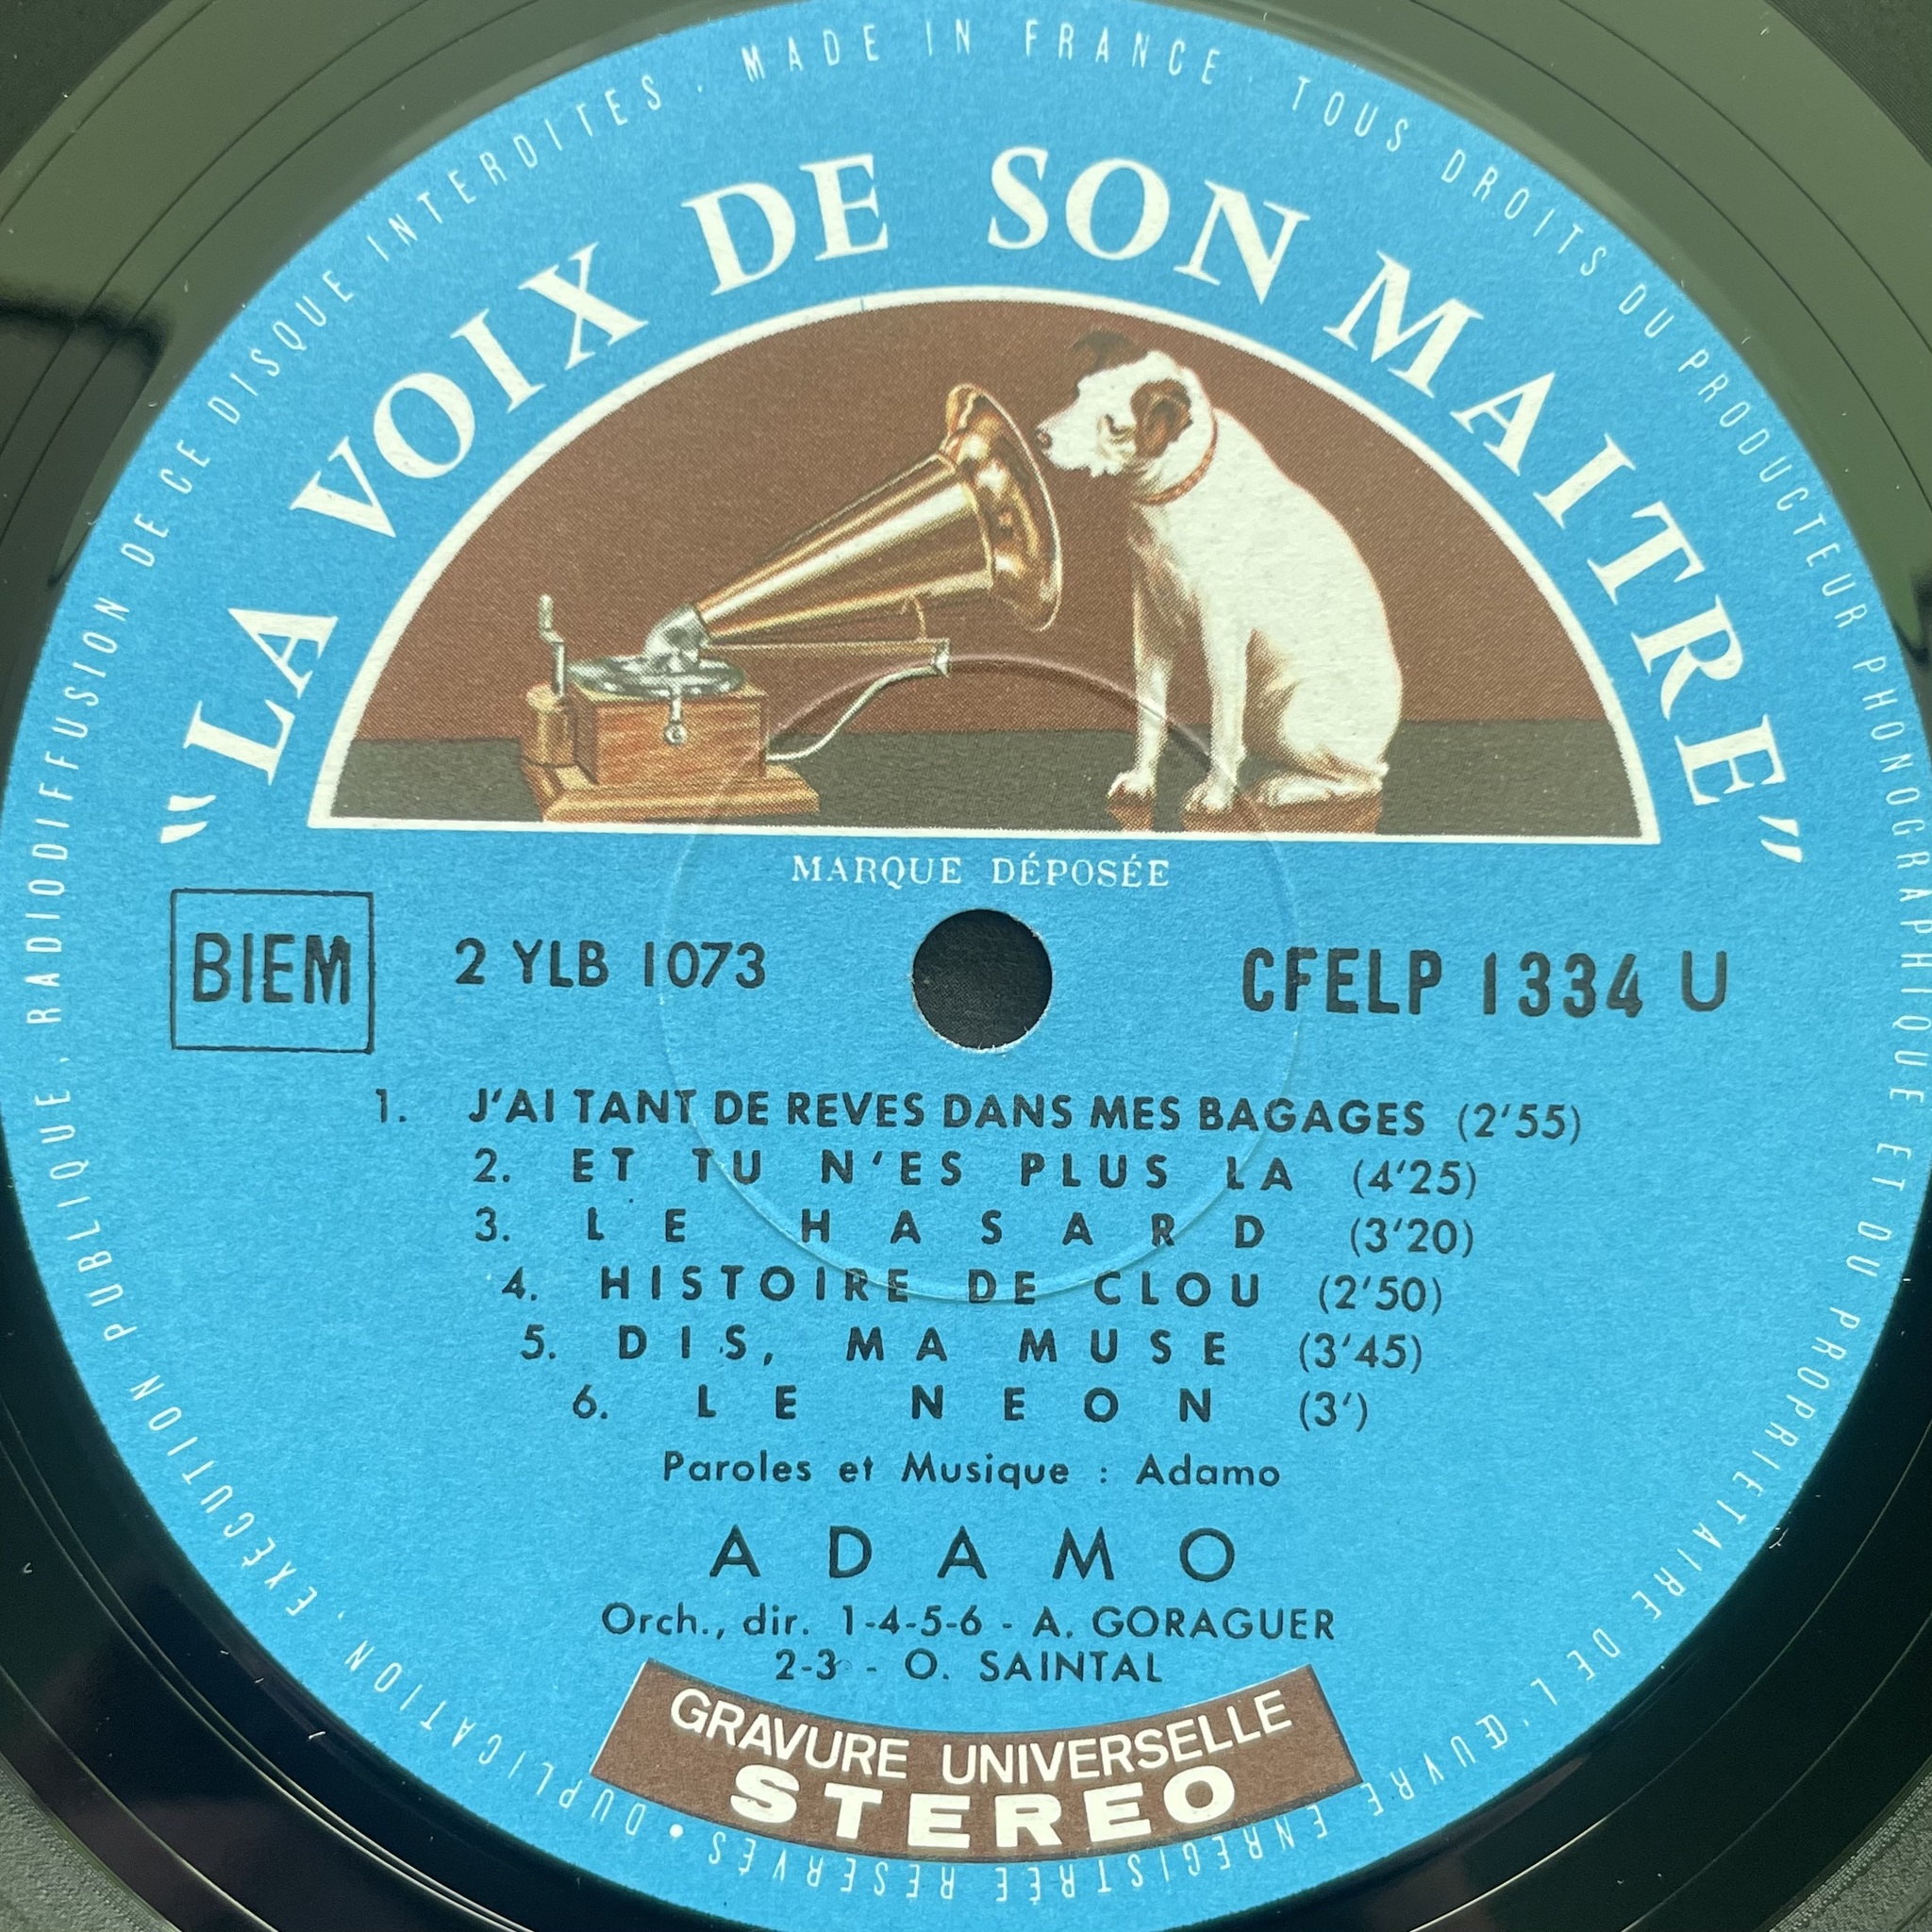 MADE IN FRANCE · TOUS DROITS DU PRODUCTEUR PHONOGRAPHIQUE ET DU PROPRIETAIRE DE L'ŒUVRE ENREGISTRÉE RESERVÉS • DUPLICATION, EXÉCUTION PUBLIQUE, RADIODIFFUSION DE CE DISQUE INTERDITES .
"LA VOIX DE SON MAITRE"
MARQUE DÉPOSÉE
BIEM 2 YLB 1073 CFELP 1334 U
1. J'AI TANT DE REVES DANS MES BAGAGES (2'55)
2. ET TU N'ES PLUS LA (4'25)
3. LE HASARD (3'20)
4. HISTOIRE DE CLOU (2'50)
5. DIS, MA MUSE (3'45)
6. LE NEON (3')
Paroles et Musique : Adamo
ADAMO
Orch., dir. 1-4-5-6 - A. GORAGUER
2-3 - O. SAINTAL
GRAVURE UNIVERSELLE
STEREO